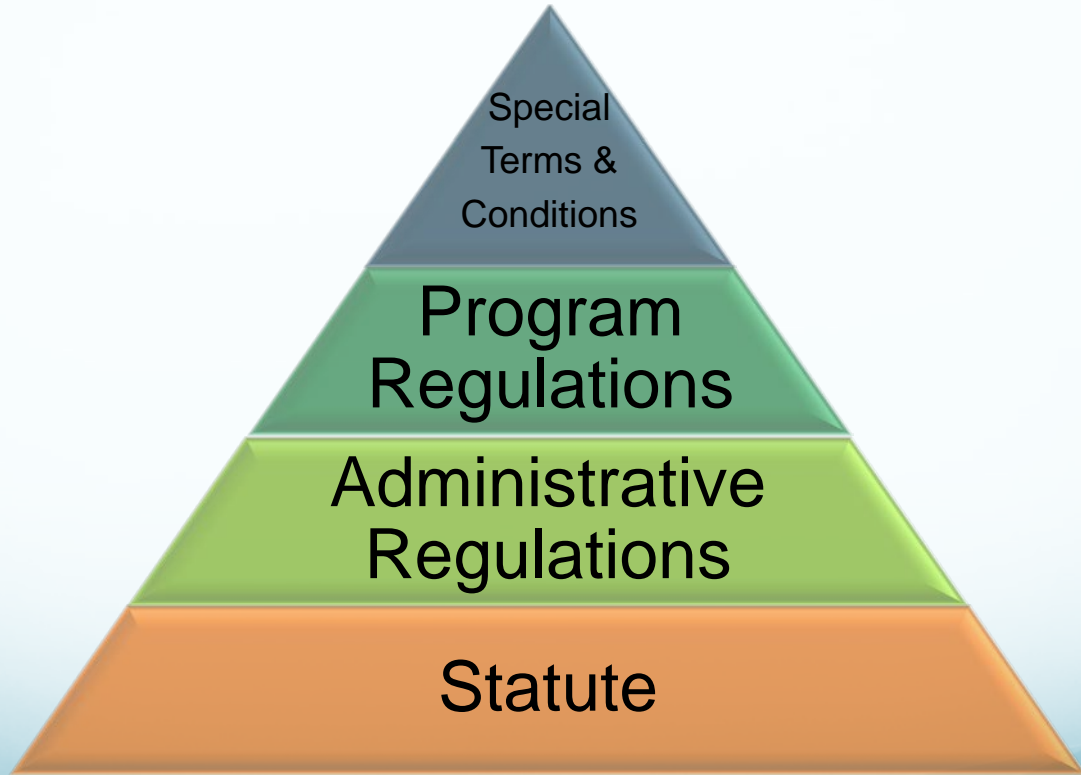 Special
Terms &
Conditions
Program
Regulations
Administrative
Regulations
Statute